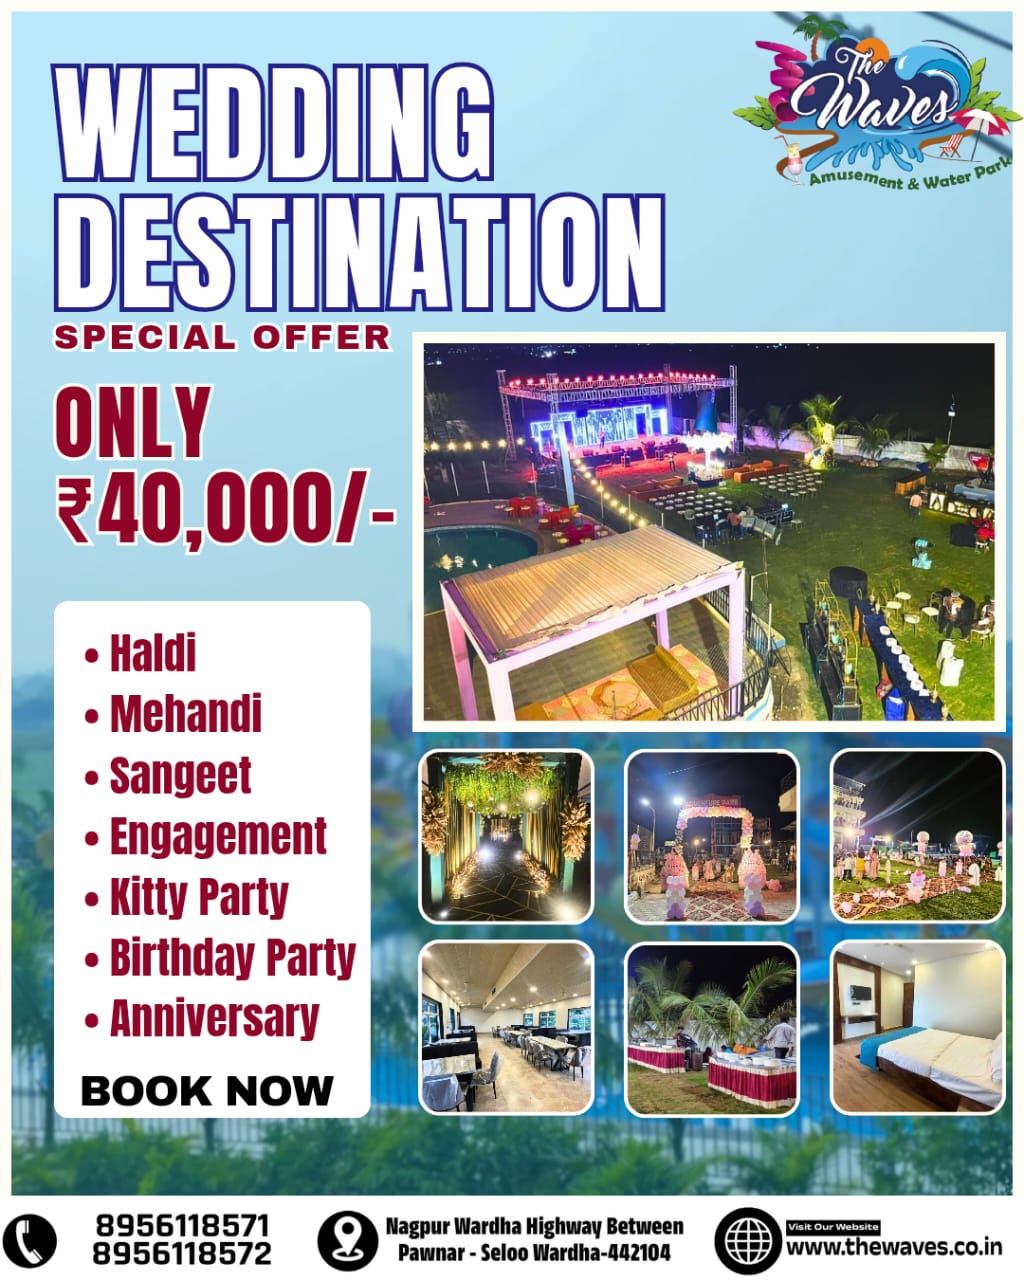 The
Waves
Amusement & Water Park
WEDDING
DESTINATION
SPECIAL OFFER
ONLY
₹40,000/-
• Haldi
• Mehandi
• Sangeet
• Engagement
• Kitty Party
• Birthday Party
• Anniversary
BOOK NOW
ADVENTURE PARK
8956118571
8956118572
Nagpur Wardha Highway Between
Pawnar - Seloo Wardha-442104
Visit Our Website
www.thewaves.co.in